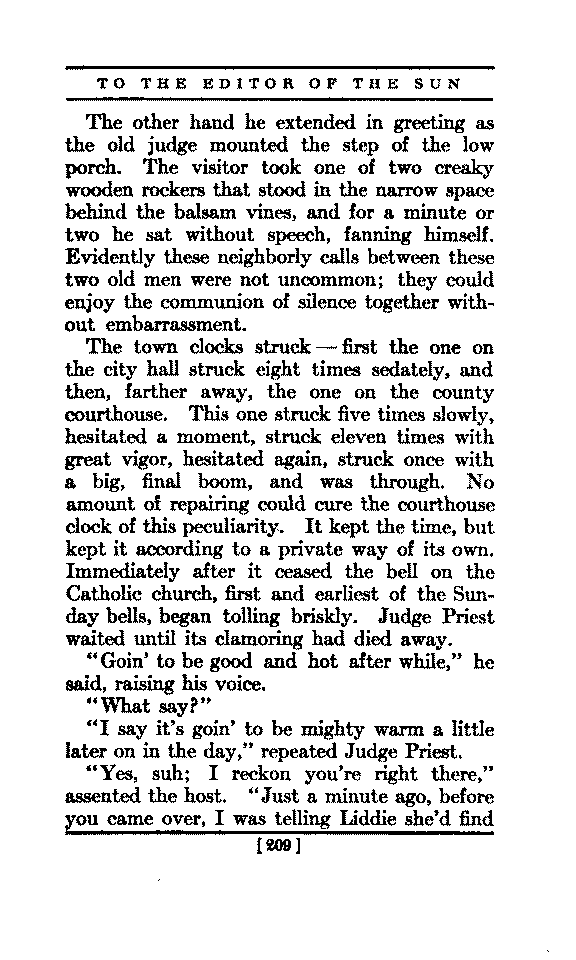 TO THE EDITOR OF THE SUN
The other hand he extended in greeting as
the old judge mounted the step of the low
porch. The visitor took one of two creaky
wooden rockers that stood in the narrow space
behind the balsam vines, and for a minute or
two he sat without speech, fanning himself.
Evidently these neighborly calls between these
two old men were not uncommon; they could
enjoy the communion of silence together with-
out embarrassment.
The town clocks struck — first the one on
the city hall struck eight times sedately, and
then, farther away, the one on the county
courthouse. This one struck five times slowly,
hesitated a moment, struck eleven times with
great vigor, hesitated again, struck once with
a big, final boom, and was through. No
amount of repairing could cure the courthouse
clock of this peculiarity. It kept the time, but
kept it according to a private way of its own.
Immediately after it ceased the bell on the
Catholic church, first and earliest of the Sun-
day bells, began tolling briskly. Judge Priest
waited until its clamoring had died away.
“Goin’ to be good and hot after while,” he
said, raising his voice.
“What say?”
“I say it’s goin’ to be mighty warm a little
later on in the day,” repeated Judge Priest.
“Yes, suh; I reckon you’re right there,”
assented the host. “Just a minute ago, before
you came over, I was telling Liddie she’d find
[209]